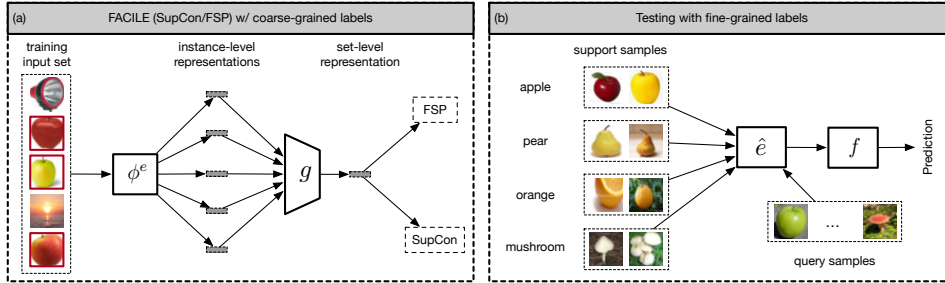 (a) FACILE (SupCon/FSP) w/ coarse-grained labels
training
input set
instance-level
representations
set-level
representation
ϕ^e
g
FSP
SupCon
(b) Testing with fine-grained labels
support samples
apple
pear
orange
mushroom
ê
f
Prediction
...
query samples